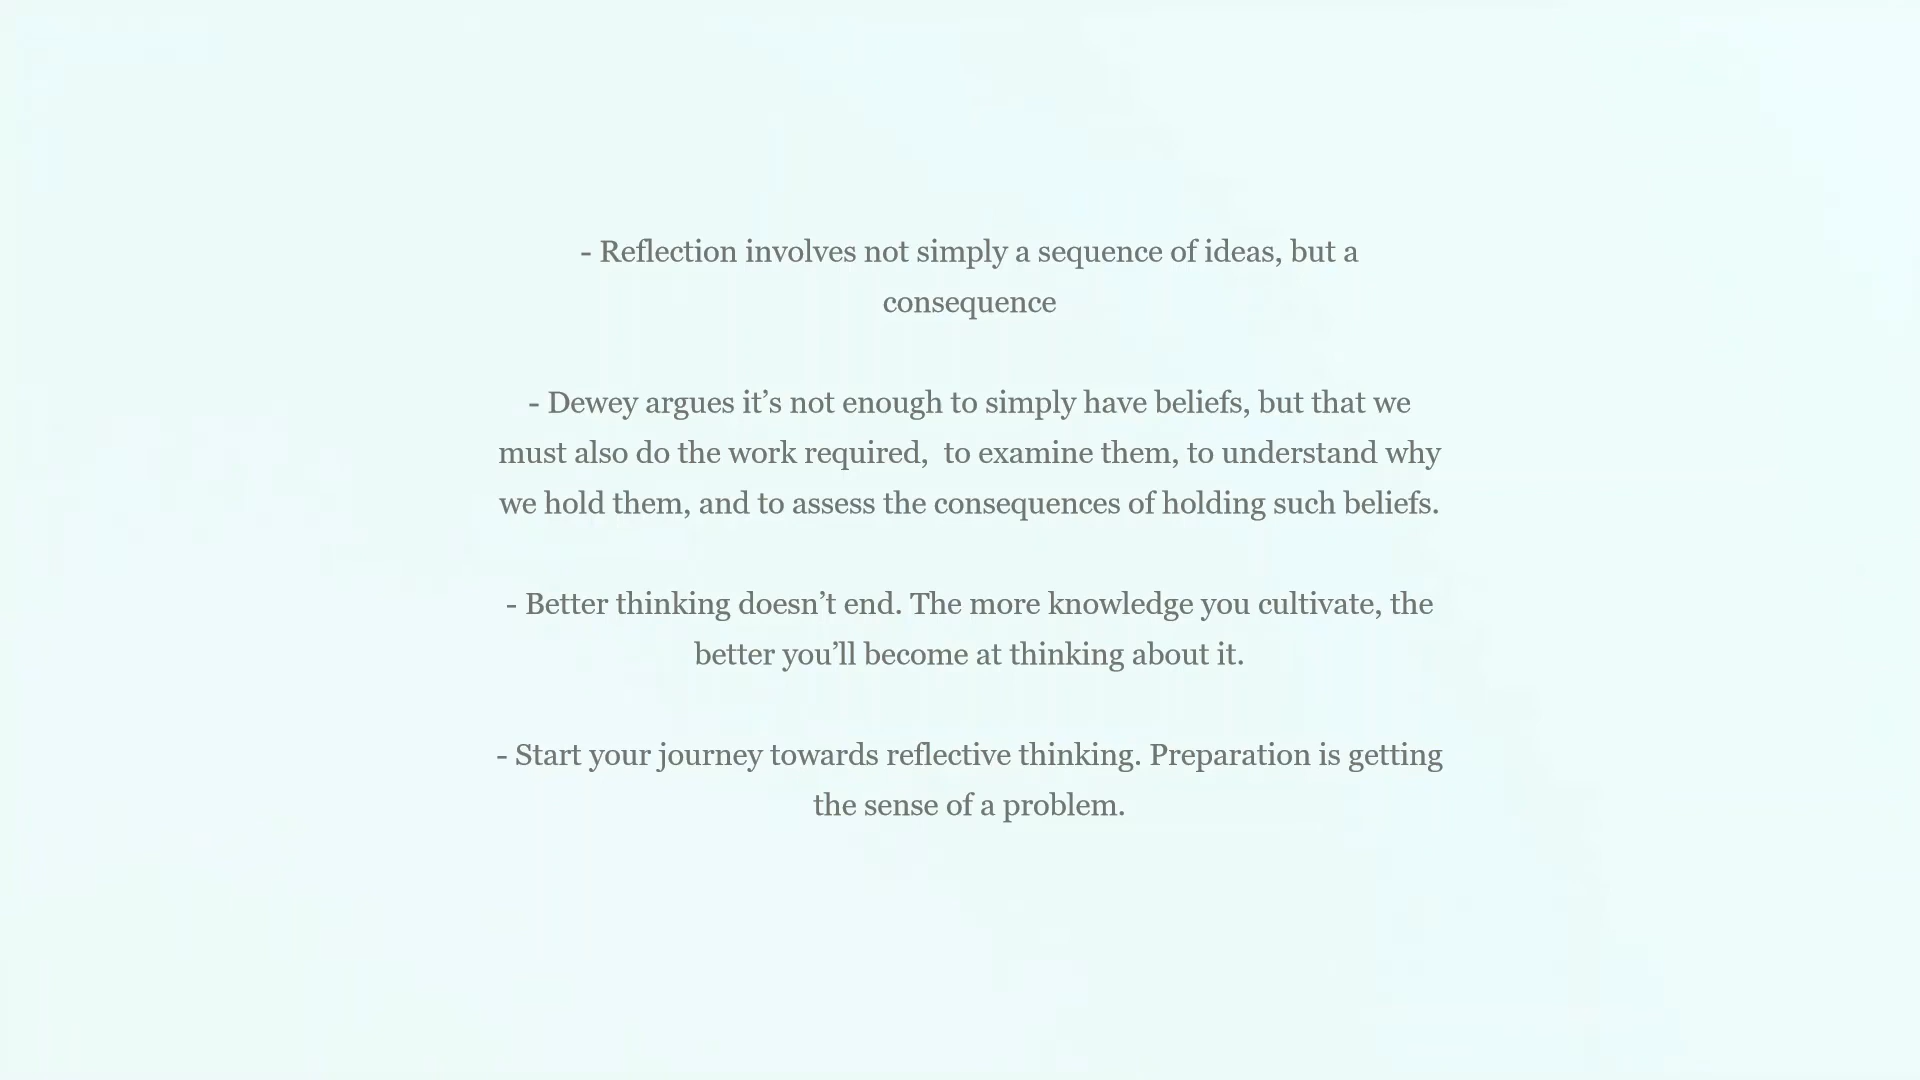 - Reflection involves not simply a sequence of ideas, but a
consequence
- Dewey argues it’s not enough to simply have beliefs, but that we
must also do the work required,  to examine them, to understand why
we hold them, and to assess the consequences of holding such beliefs.
- Better thinking doesn’t end. The more knowledge you cultivate, the
better you’ll become at thinking about it.
- Start your journey towards reflective thinking. Preparation is getting
the sense of a problem.